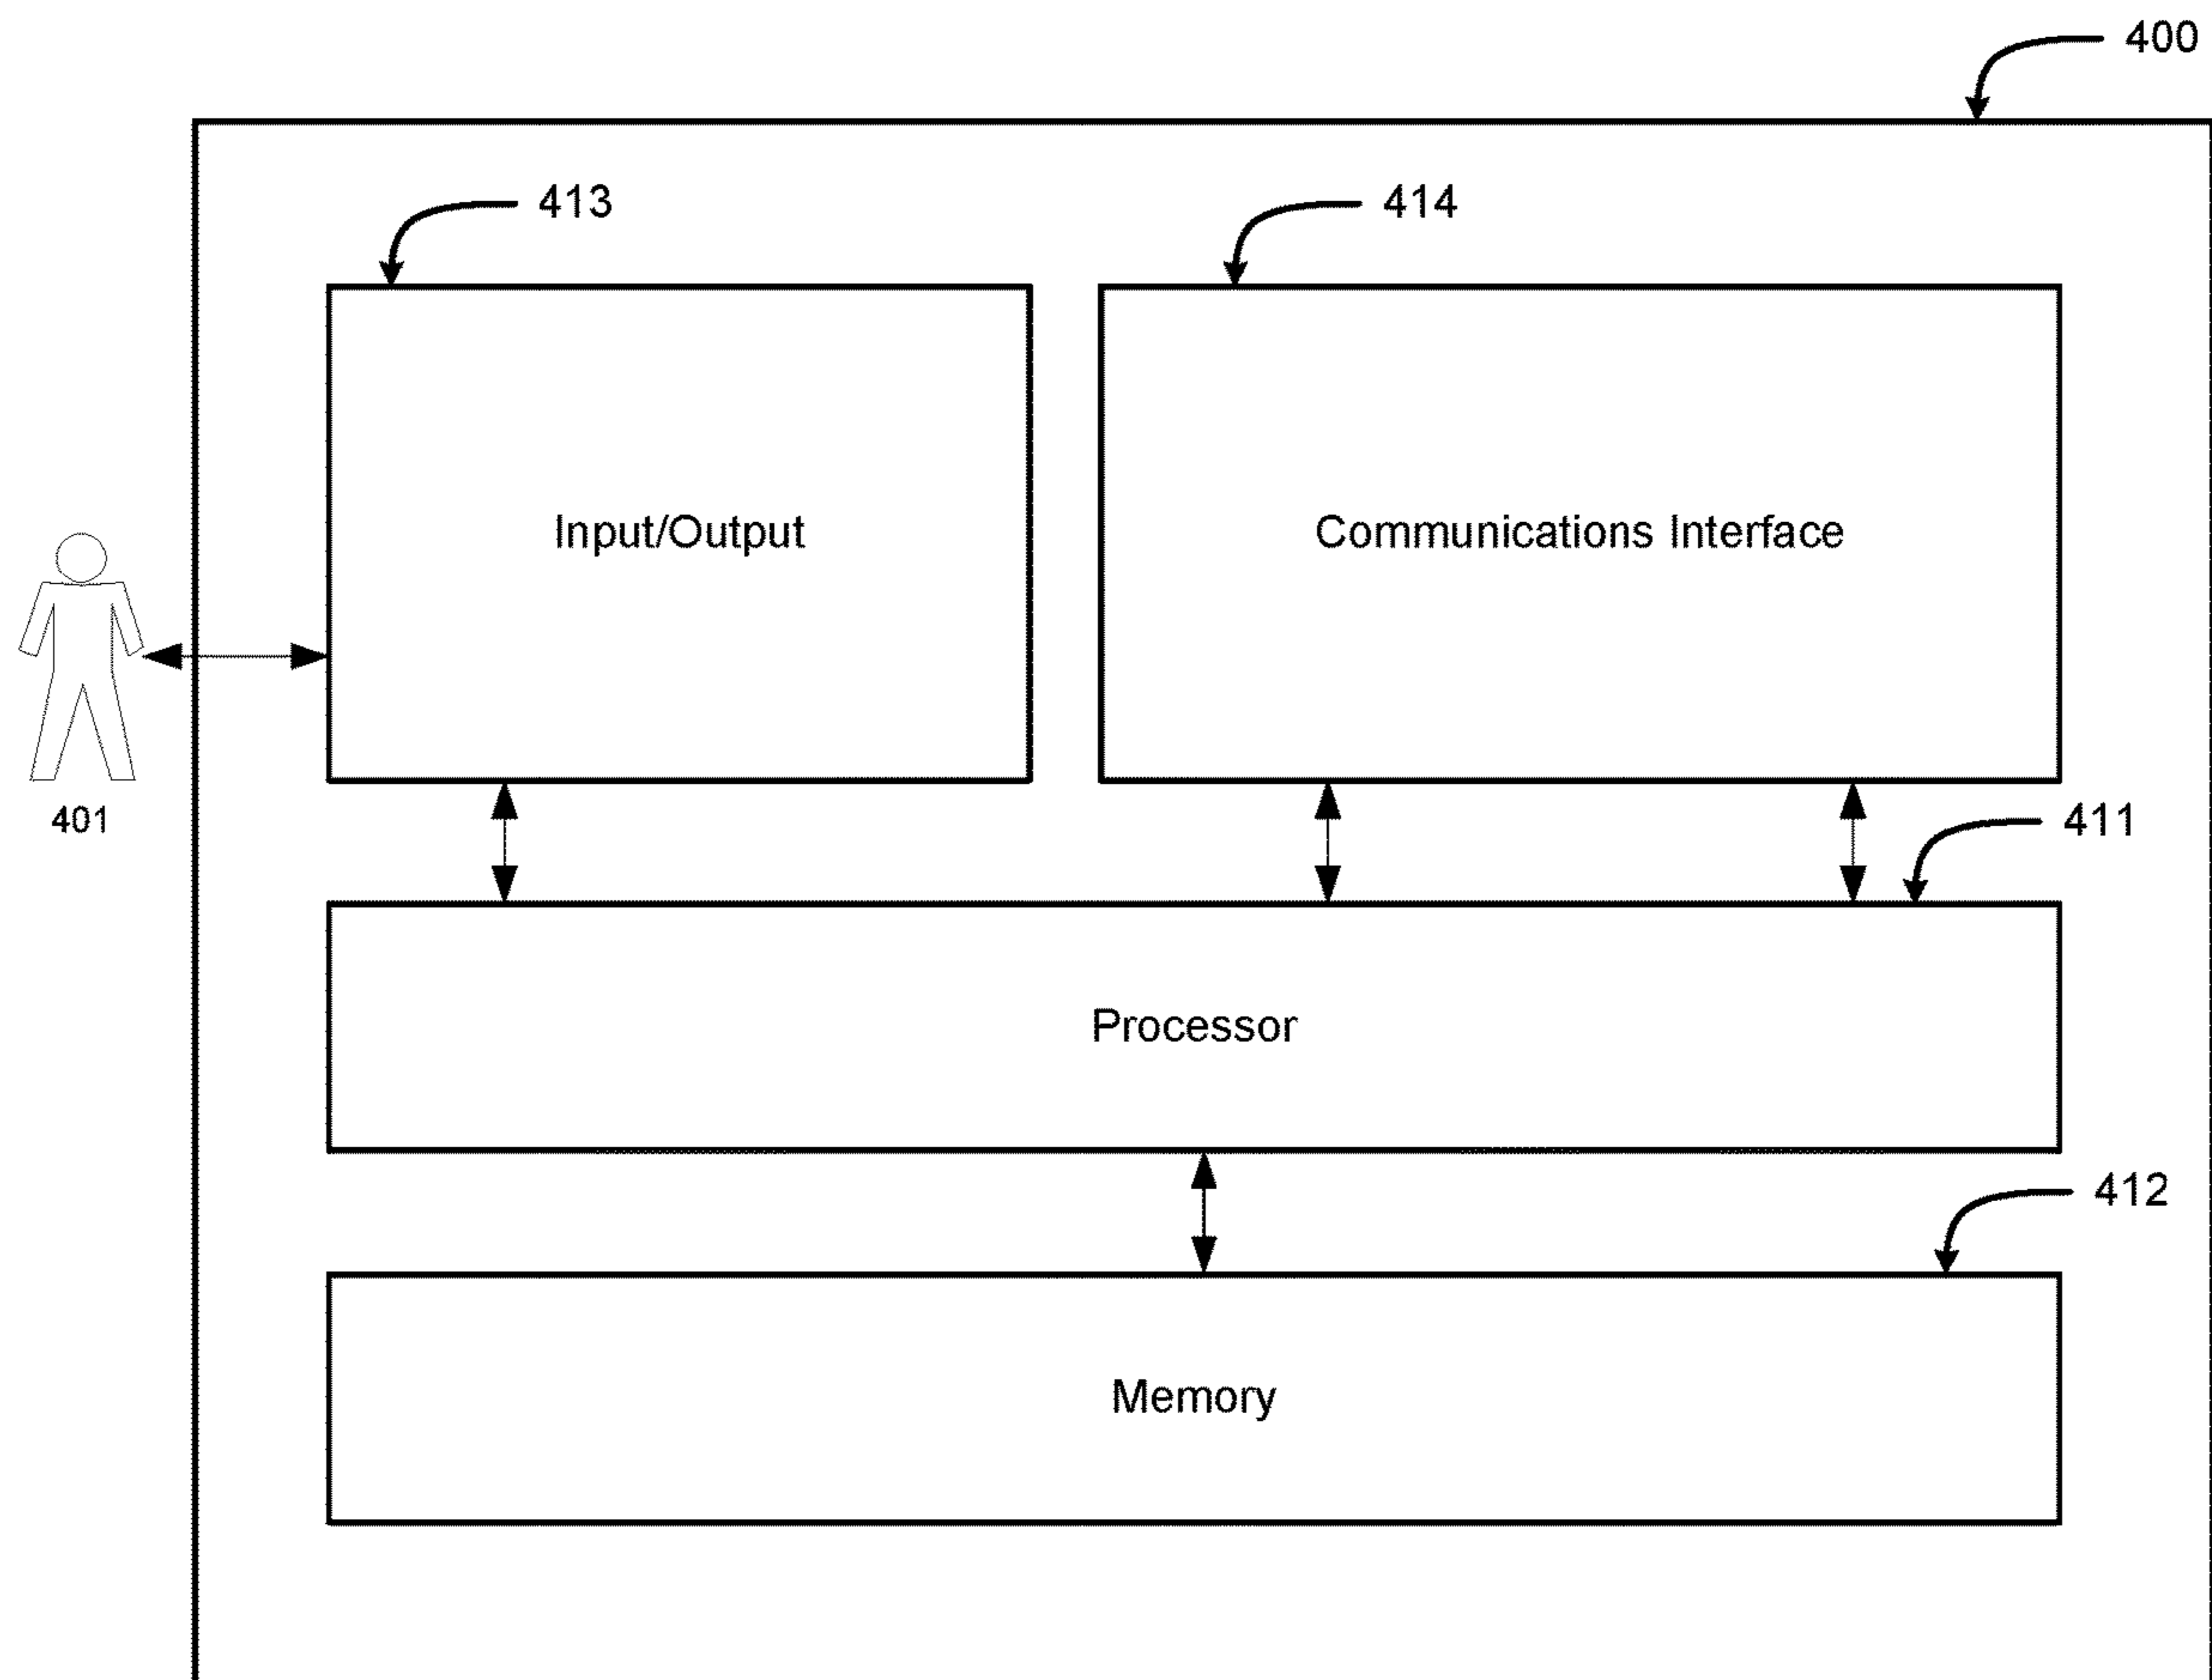 400
413
414
Input/Output
Communications Interface
401
411
Processor
412
Memory